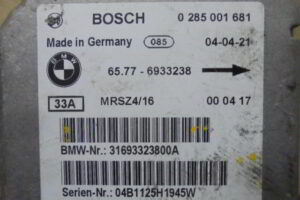 BOSCH 0 285 001 681
Made in Germany 085 04-04-21
BMW
65.77 - 6933238
33A MRSZ4/16 00 04 17
BMW-Nr.: 31693323800A
Serien-Nr.: 04B1125H1945W